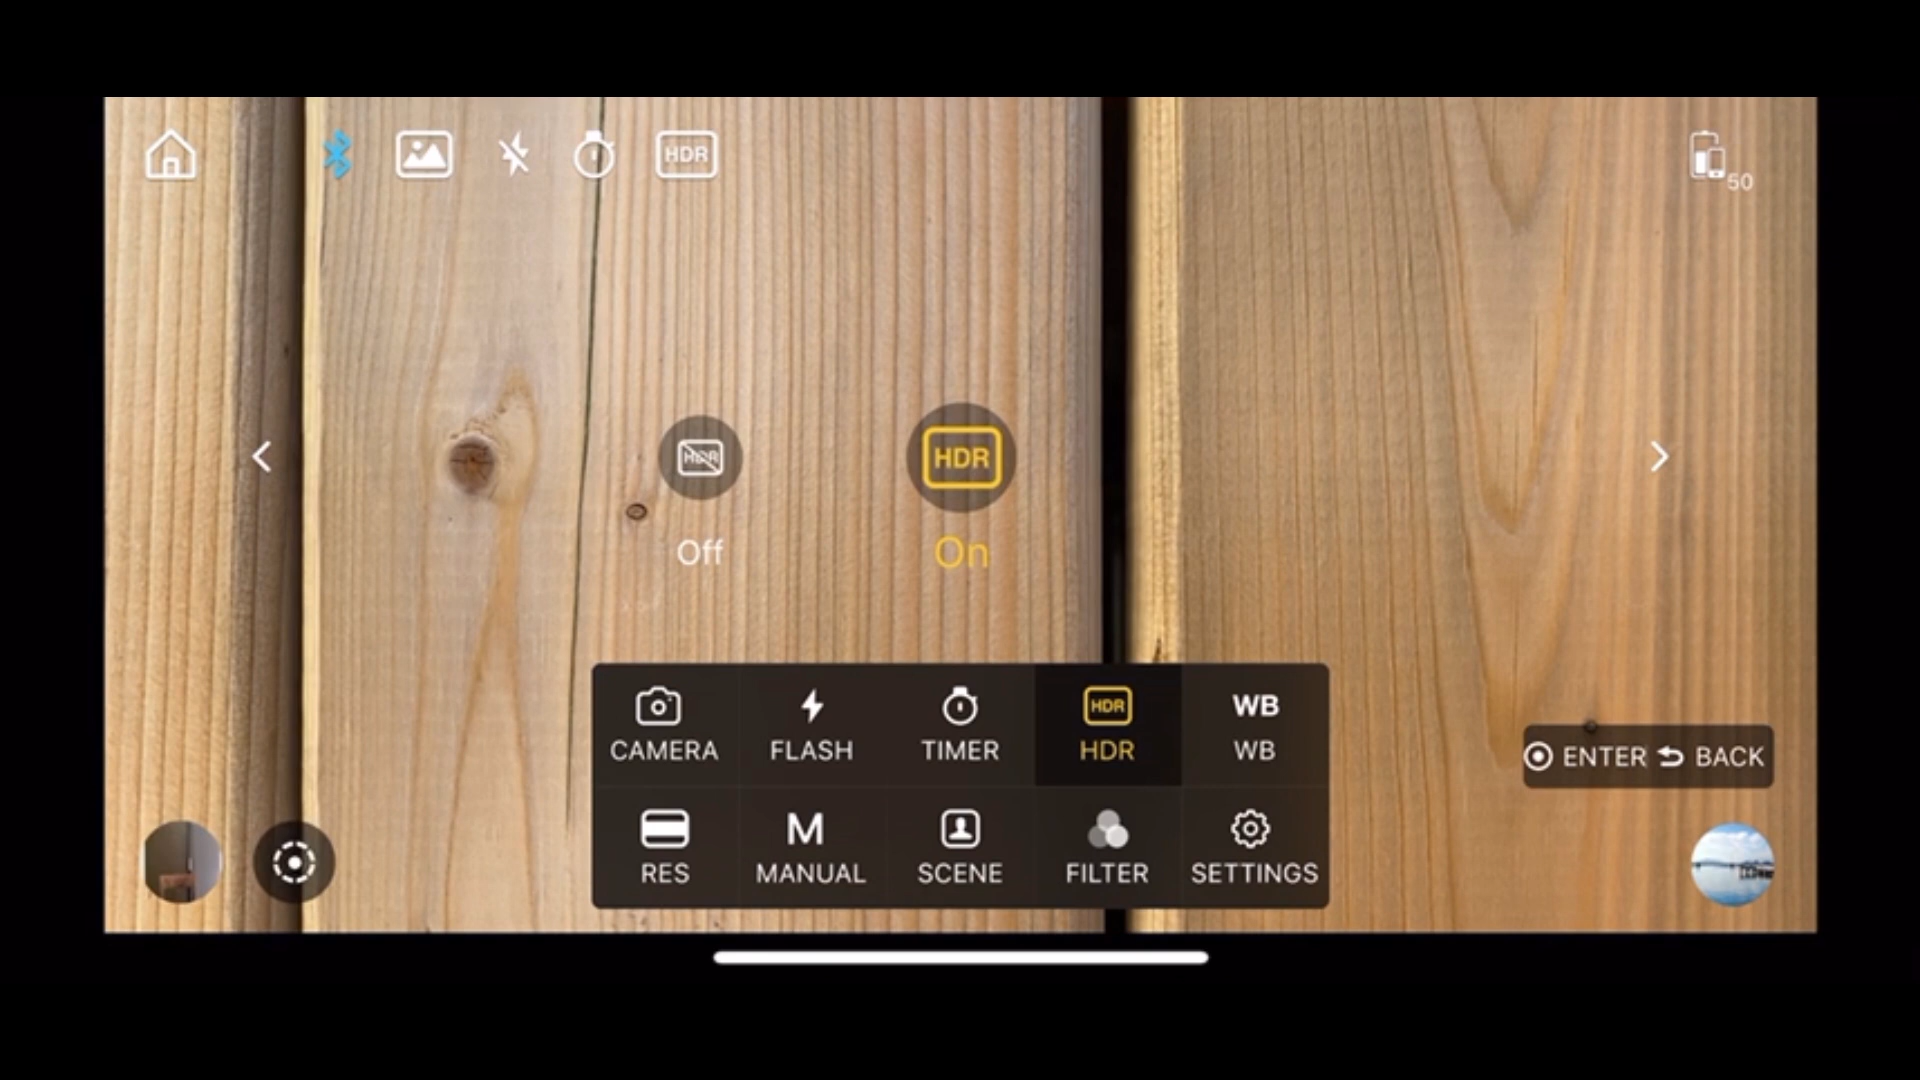 HDR
50
HDR HDR
Off On
HDR WB
CAMERA FLASH TIMER HDR WB
M
RES MANUAL SCENE FILTER SETTINGS
ENTER BACK